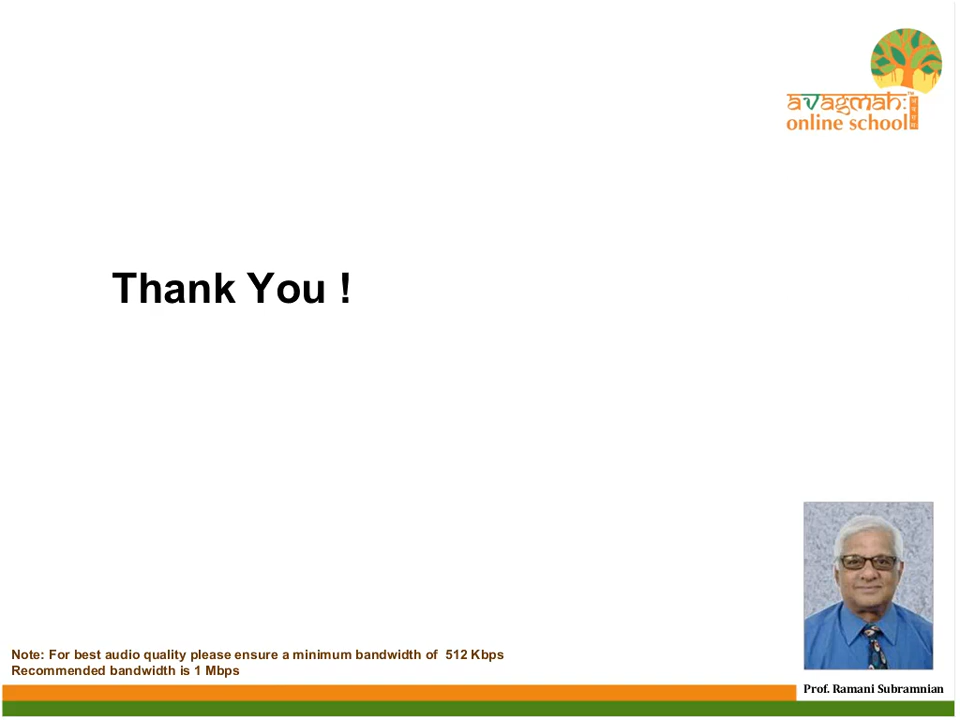 avagmah:™
online school
Thank You !
Note: For best audio quality please ensure a minimum bandwidth of  512 Kbps
Recommended bandwidth is 1 Mbps
Prof. Ramani Subramnian